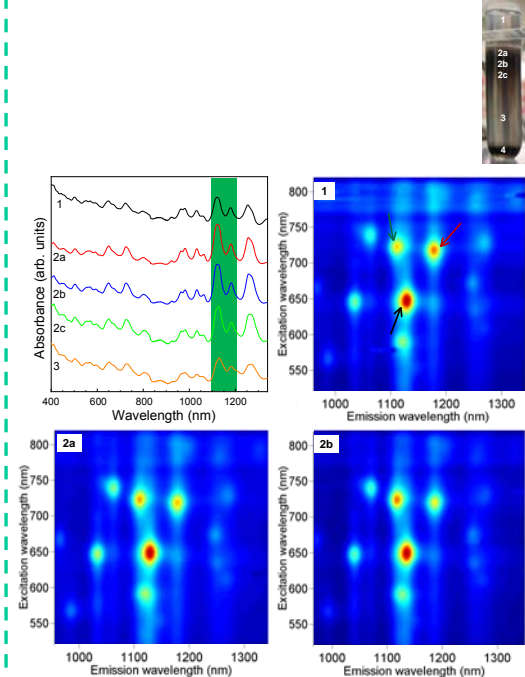 1
2a
2b
2c
3
4
Absorbance (arb. units)
1
2a
2b
2c
3
400 600 800 1000 1200
Wavelength (nm)
1
Excitation wavelength (nm)
800
750
700
650
600
550
1000 1100 1200 1300
Emission wavelength (nm)
2a
Excitation wavelength (nm)
800
750
700
650
600
550
1000 1100 1200 1300
Emission wavelength (nm)
2b
Excitation wavelength (nm)
800
750
700
650
600
550
1000 1100 1200 1300
Emission wavelength (nm)